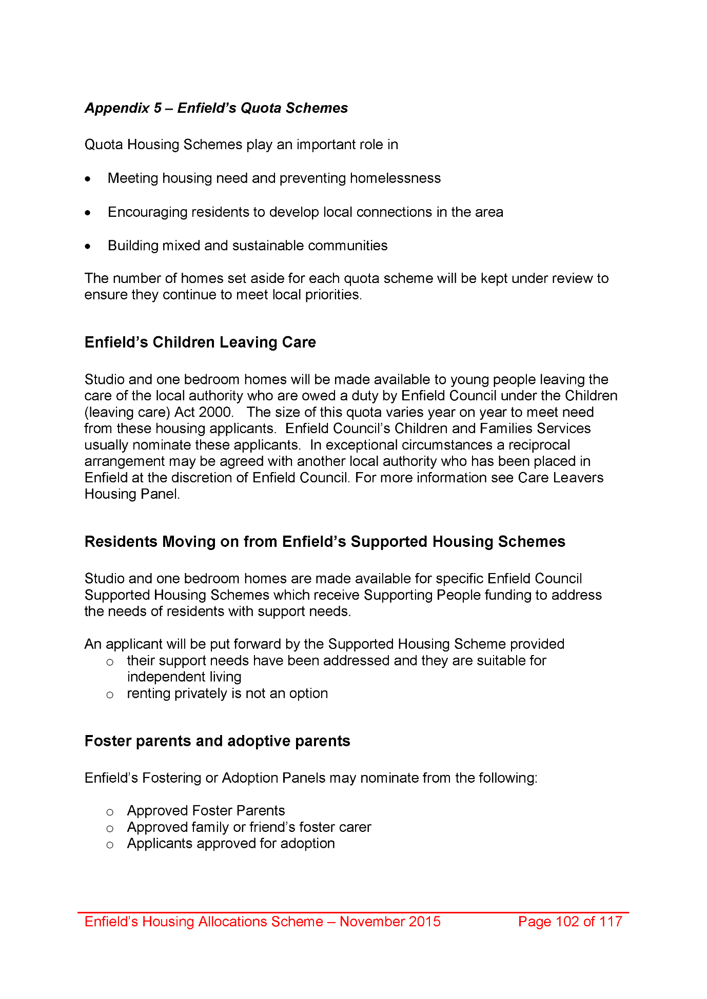 Appendix 5 – Enfield’s Quota Schemes
Quota Housing Schemes play an important role in
• Meeting housing need and preventing homelessness
• Encouraging residents to develop local connections in the area
• Building mixed and sustainable communities
The number of homes set aside for each quota scheme will be kept under review to
ensure they continue to meet local priorities.
Enfield’s Children Leaving Care
Studio and one bedroom homes will be made available to young people leaving the
care of the local authority who are owed a duty by Enfield Council under the Children
(leaving care) Act 2000.   The size of this quota varies year on year to meet need
from these housing applicants.  Enfield Council’s Children and Families Services
usually nominate these applicants.  In exceptional circumstances a reciprocal
arrangement may be agreed with another local authority who has been placed in
Enfield at the discretion of Enfield Council. For more information see Care Leavers
Housing Panel.
Residents Moving on from Enfield’s Supported Housing Schemes
Studio and one bedroom homes are made available for specific Enfield Council
Supported Housing Schemes which receive Supporting People funding to address
the needs of residents with support needs.
An applicant will be put forward by the Supported Housing Scheme provided
o their support needs have been addressed and they are suitable for
independent living
o renting privately is not an option
Foster parents and adoptive parents
Enfield’s Fostering or Adoption Panels may nominate from the following:
o Approved Foster Parents
o Approved family or friend’s foster carer
o Applicants approved for adoption
Enfield’s Housing Allocations Scheme – November 2015 Page 102 of 117